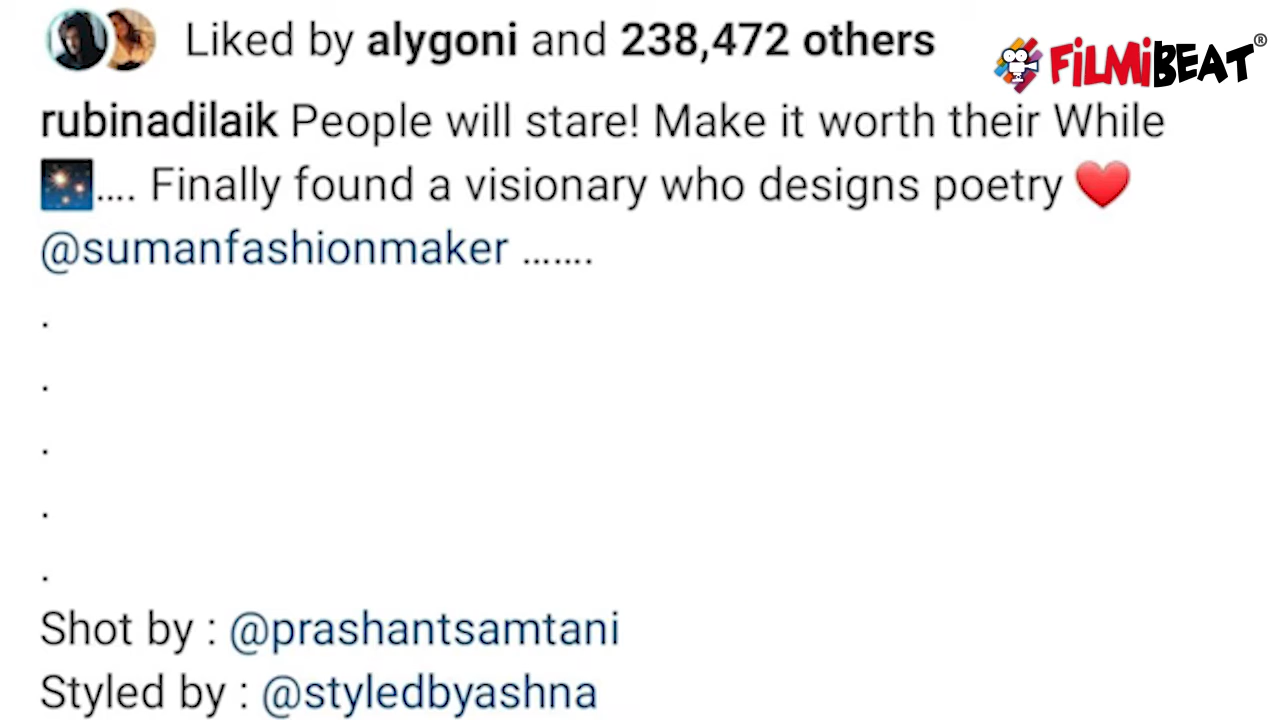 Liked by alygoni and 238,472 others
FiLMiBEAT®
rubinadilaik People will stare! Make it worth their While
🎇.... Finally found a visionary who designs poetry ❤️
@sumanfashionmaker .......
.
.
.
.
.
Shot by : @prashantsamtani
Styled by : @styledbyashna